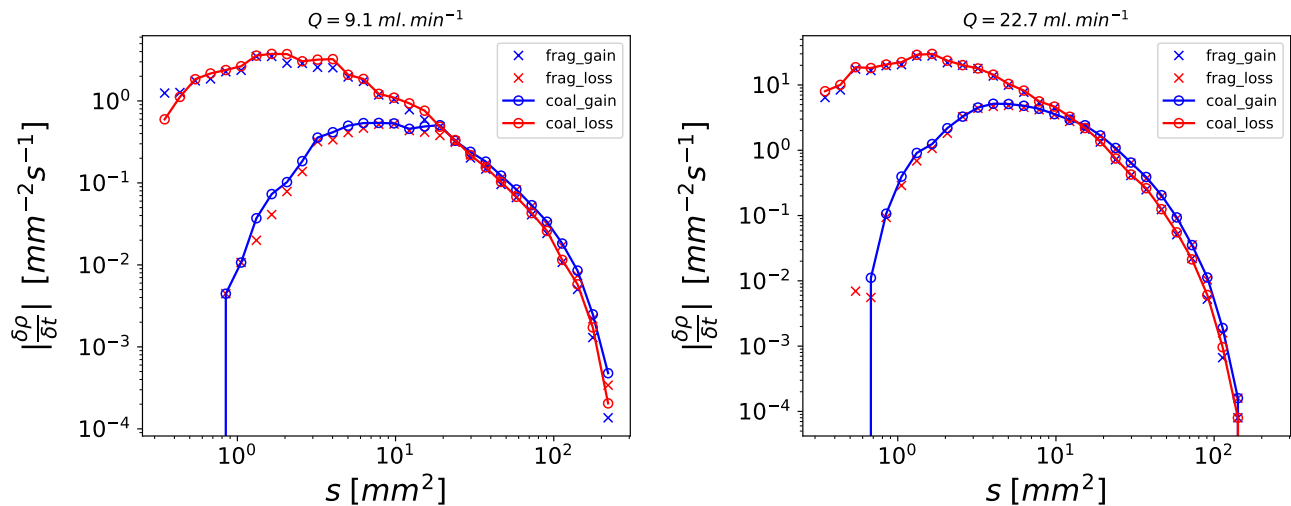 Q = 9.1 ml.min⁻¹
|δρ/δt| [mm⁻²s⁻¹]
10⁰
10⁻¹
10⁻²
10⁻³
10⁻⁴
frag_gain
frag_loss
coal_gain
coal_loss
10⁰ 10¹ 10²
s [mm²]
Q = 22.7 ml.min⁻¹
|δρ/δt| [mm⁻²s⁻¹]
10¹
10⁰
10⁻¹
10⁻²
10⁻³
10⁻⁴
frag_gain
frag_loss
coal_gain
coal_loss
10⁰ 10¹ 10²
s [mm²]